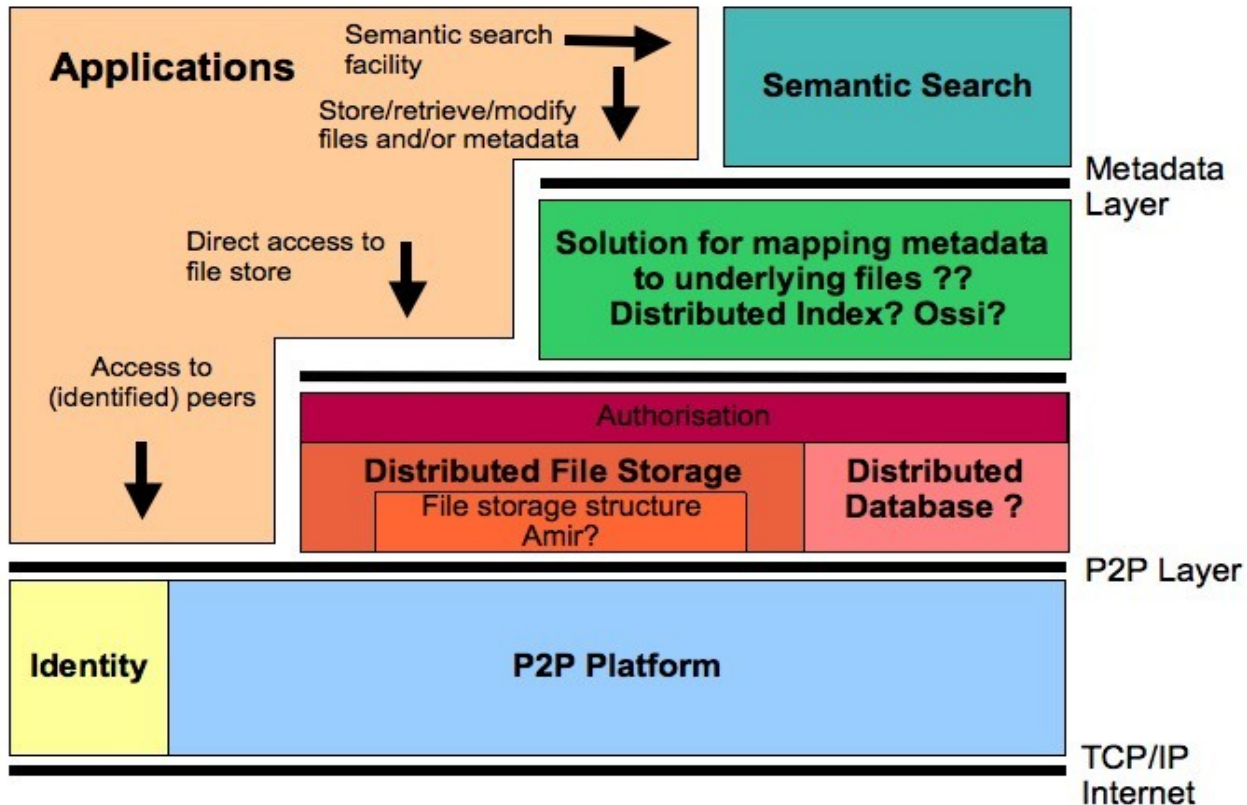 Applications
Semantic search
facility
Store/retrieve/modify
files and/or metadata
Semantic Search
Metadata
Layer
Direct access to
file store
Solution for mapping metadata
to underlying files ??
Distributed Index? Ossi?
Access to
(identified) peers
Authorisation
Distributed File Storage
File storage structure
Amir?
Distributed
Database ?
P2P Layer
Identity
P2P Platform
TCP/IP
Internet